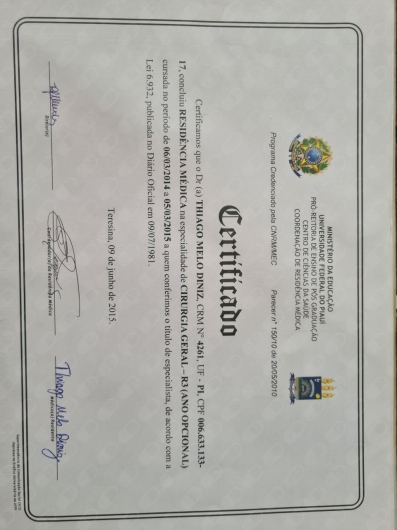 MINISTÉRIO DA EDUCAÇÃO
UNIVERSIDADE FEDERAL DO PIAUÍ
PRÓ-REITORIA DE ENSINO DE PÓS GRADUAÇÃO
CENTRO DE CIÊNCIAS DA SAÚDE
COORDENAÇÃO DE RESIDÊNCIA MÉDICA
Programa Credenciado pela CNRM/MEC Parecer n° 150/10 de 20/05/2010
Certificado
Certificamos que o Dr (a) THIAGO MELO DINIZ, CRM N° 4261, UF - PI, CPF 006.633.133-
17, concluiu RESIDÊNCIA MÉDICA na especialidade de CIRURGIA GERAL – R3 (ANO OPCIONAL)
cursada no período de 06/03/2014 a 05/03/2015 a quem conferimos o título de especialista, de acordo com a
Lei 6.932, publicada no Diário Oficial em 09/07/1981.
Teresina, 09 de junho de 2015.
Thiago Melo Diniz
Diretor(a)
Médico(a) Residente